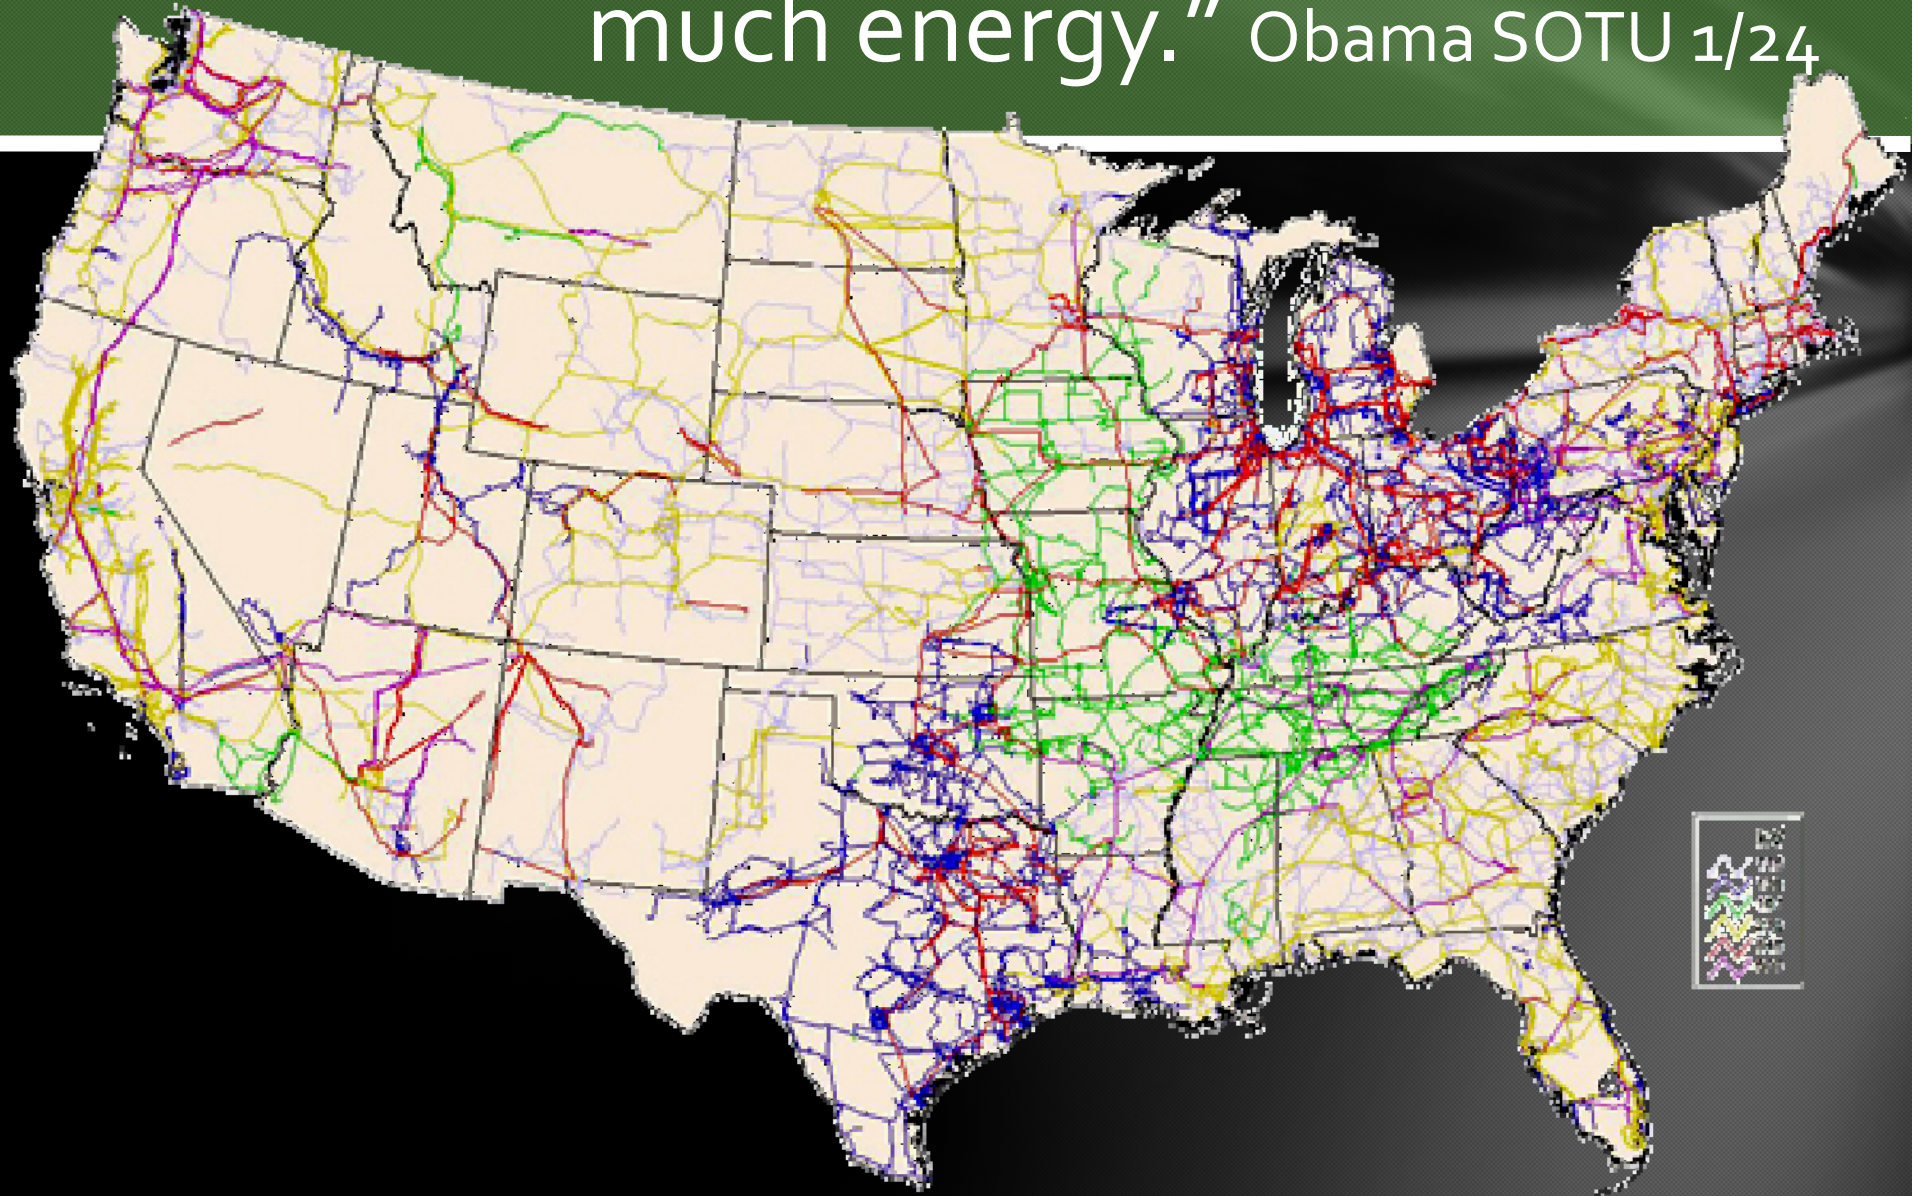 much energy.” Obama SOTU 1/24